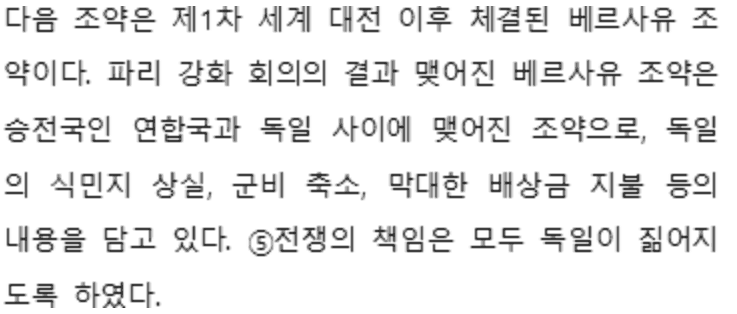 다음 조약은 제1차 세계 대전 이후 체결된 베르사유 조
약이다. 파리 강화 회의의 결과 맺어진 베르사유 조약은
승전국인 연합국과 독일 사이에 맺어진 조약으로, 독일
의 식민지 상실, 군비 축소, 막대한 배상금 지불 등의
내용을 담고 있다. ⑤전쟁의 책임은 모두 독일이 짊어지
도록 하였다.